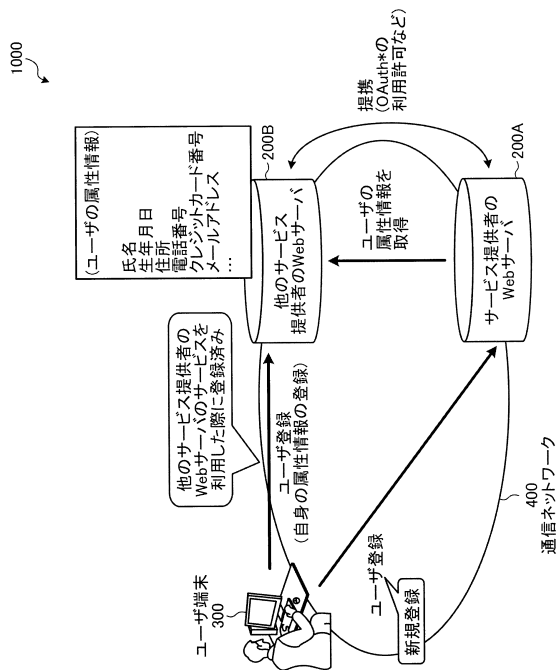 1000
(ユーザの属性情報)
氏名
生年月日
住所
電話番号
クレジットカード番号
メールアドレス
…
他のサービス提供者の
Webサーバのサービスを
利用した際に登録済み
200B
他のサービス
提供者のWebサーバ
提携
(OAuth*の
利用許可など)
ユーザ登録
(自身の属性情報の登録)
ユーザの
属性情報を
取得
ユーザ端末
300
200A
サービス提供者の
Webサーバ
ユーザ登録
新規登録
400
通信ネットワーク